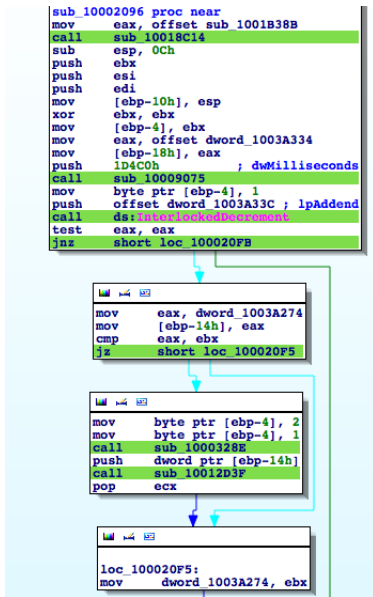 sub_10002096 proc near
mov eax, offset sub_1001B38B
call sub_10018C14
sub esp, 0Ch
push ebx
push esi
push edi
mov [ebp-10h], esp
xor ebx, ebx
mov [ebp-4], ebx
mov eax, offset dword_1003A334
mov [ebp-18h], eax
push 1D4C0h ; dwMilliseconds
call sub_10009075
mov byte ptr [ebp-4], 1
push offset dword_1003A33C ; lpAddend
call ds:InterlockedDecrement
test eax, eax
jnz short loc_100020FB
mov eax, dword_1003A274
mov [ebp-14h], eax
cmp eax, ebx
jz short loc_100020F5
mov byte ptr [ebp-4], 2
mov byte ptr [ebp-4], 1
call sub_1000328E
push dword ptr [ebp-14h]
call sub_10012D3F
pop ecx
loc_100020F5:
mov dword_1003A274, ebx